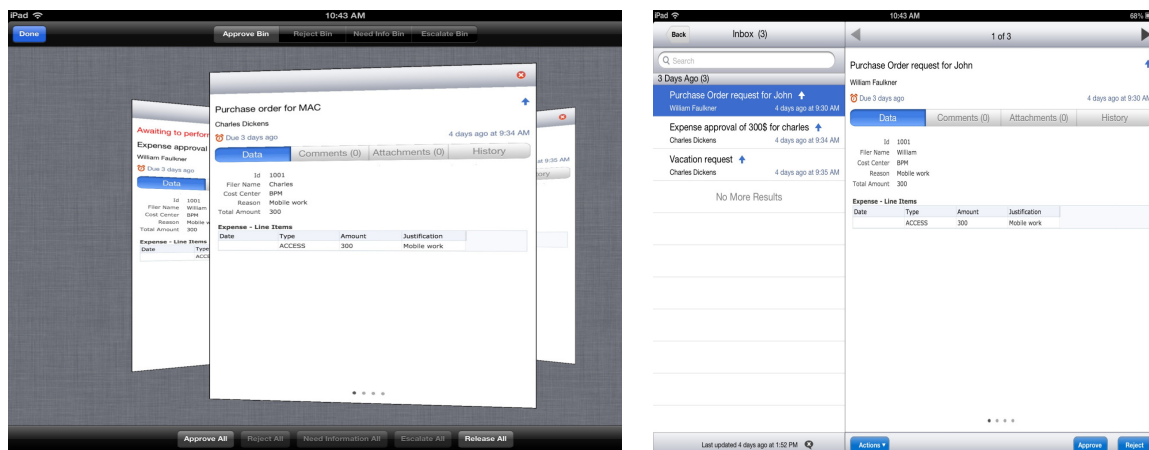 iPad 10:43 AM
Done Approve Bin Reject Bin Need Info Bin Escalate Bin
Awaiting to perform
Expense approval
William Faulkner
Due 3 days ago
Data
Id 1001
Filer Name William
Cost Center BPM
Reason Mobile w
Total Amount 300
Expense - Line Items
Date Type
ACCE
Purchase order for MAC
Charles Dickens
Due 3 days ago 4 days ago at 9:34 AM
Data Comments (0) Attachments (0) History
Id 1001
Filer Name Charles
Cost Center BPM
Reason Mobile work
Total Amount 300
Expense - Line Items
Date Type Amount Justification
ACCESS 300 Mobile work
at 9:35 AM
ory
Approve All Reject All Need Information All Escalate All Release All
iPad 10:43 AM 68%
Back Inbox (3)
Search
3 Days Ago (3)
Purchase Order request for John
William Faulkner 4 days ago at 9:30 AM
Expense approval of 300$ for charles
Charles Dickens 4 days ago at 9:34 AM
Vacation request
Charles Dickens 4 days ago at 9:35 AM
No More Results
Last updated 4 days ago at 1:52 PM
1 of 3
Purchase Order request for John
William Faulkner
Due 3 days ago 4 days ago at 9:30 AM
Data Comments (0) Attachments (0) History
Id 1001
Filer Name William
Cost Center BPM
Reason Mobile work
Total Amount 300
Expense - Line Items
Date Type Amount Justification
ACCESS 300 Mobile work
Actions Approve Reject